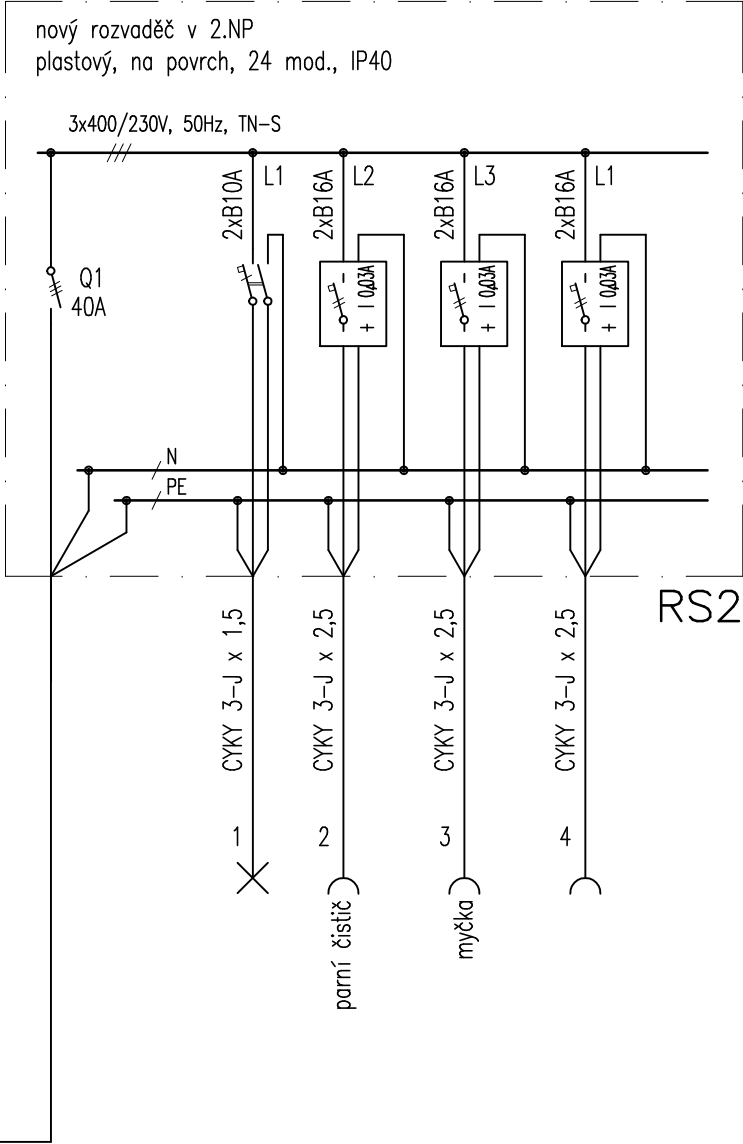 nový rozvaděč v 2.NP
plastový, na povrch, 24 mod., IP40
3x400/230V, 50Hz, TN-S
2xB10A
L1
2xB16A
L2
2xB16A
L3
2xB16A
L1
Q1
40A
+ I 0,03A
+ I 0,03A
+ I 0,03A
N
PE
RS2
CYKY 3-J x 1,5
CYKY 3-J x 2,5
CYKY 3-J x 2,5
CYKY 3-J x 2,5
1
2
3
4
parní čistič
myčka